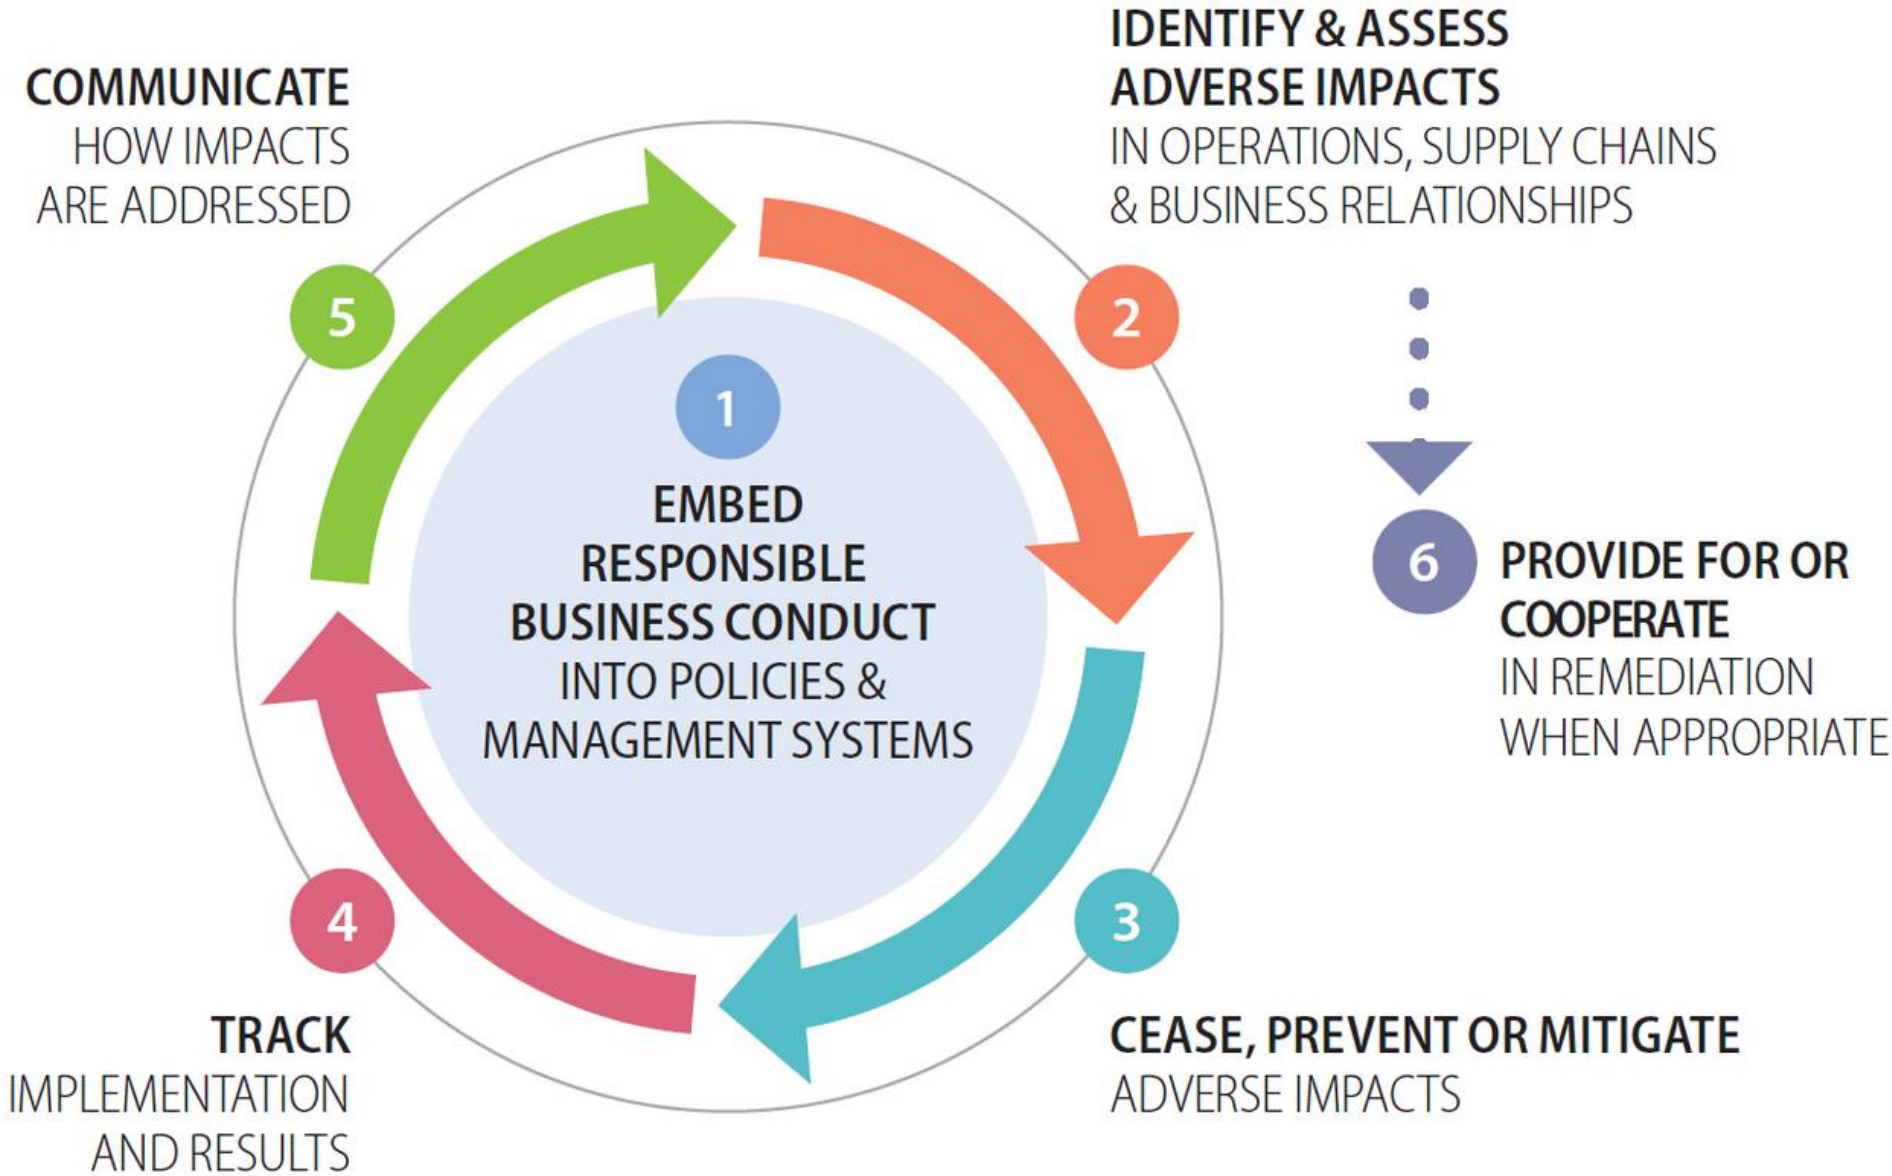 1
EMBED
RESPONSIBLE
BUSINESS CONDUCT
INTO POLICIES &
MANAGEMENT SYSTEMS
2
IDENTIFY & ASSESS
ADVERSE IMPACTS
IN OPERATIONS, SUPPLY CHAINS
& BUSINESS RELATIONSHIPS
3
CEASE, PREVENT OR MITIGATE
ADVERSE IMPACTS
4
TRACK
IMPLEMENTATION
AND RESULTS
5
COMMUNICATE
HOW IMPACTS
ARE ADDRESSED
6
PROVIDE FOR OR
COOPERATE
IN REMEDIATION
WHEN APPROPRIATE